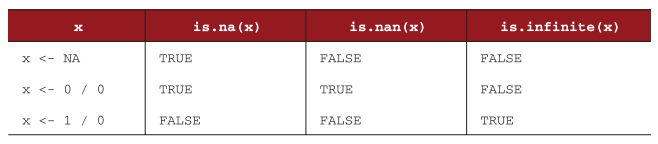 x is.na(x) is.nan(x) is.infinite(x)
x <- NA TRUE FALSE FALSE
x <- 0 / 0 TRUE TRUE FALSE
x <- 1 / 0 FALSE FALSE TRUE